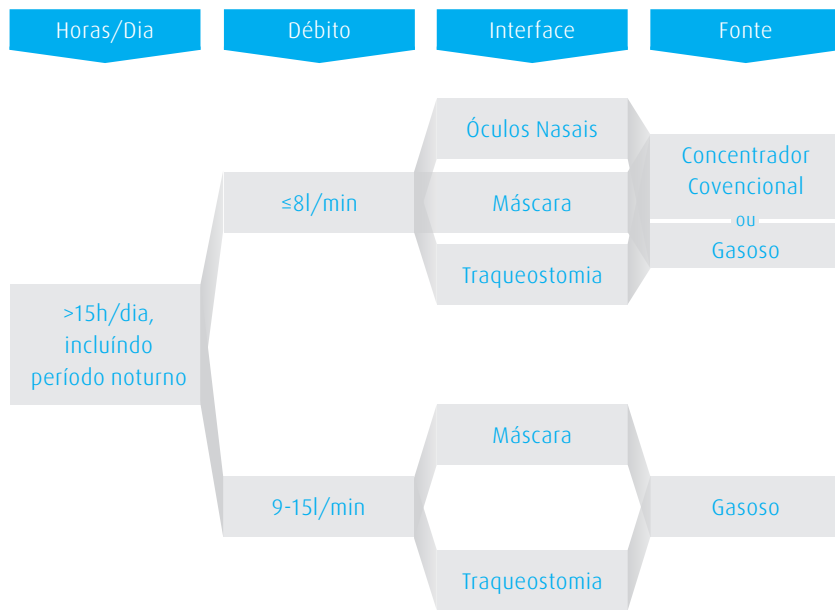 Horas/Dia
Débito
Interface
Fonte
>15h/dia,
incluíndo
período noturno
≤8l/min
Óculos Nasais
Máscara
Traqueostomia
Concentrador
Covencional
ou
Gasoso
9-15l/min
Máscara
Traqueostomia
Gasoso